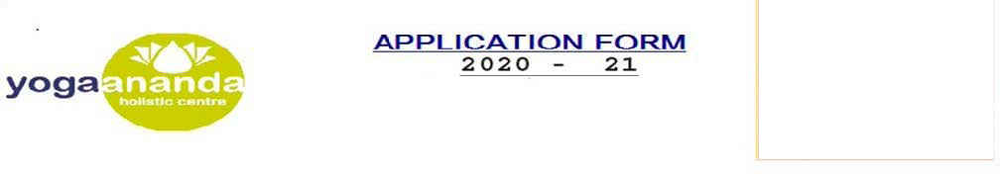 APPLICATION FORM
2020 - 21
yogaananda
holistic centre